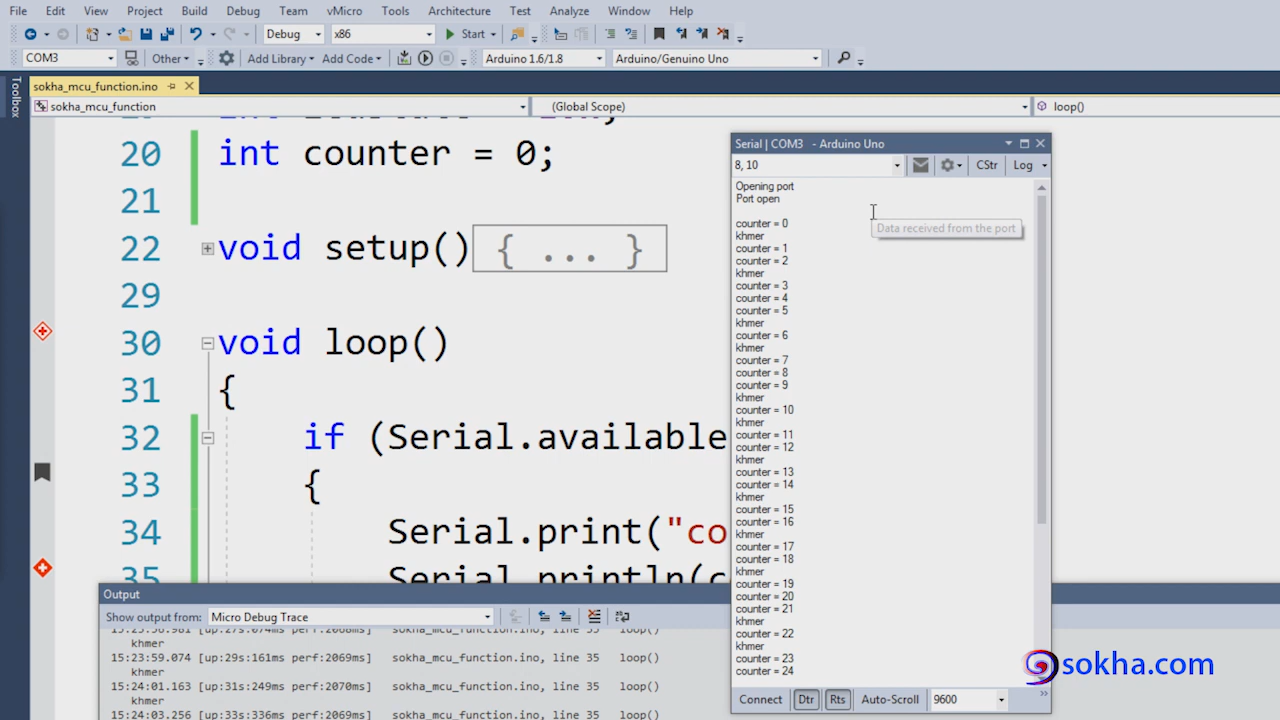 File Edit View Project Build Debug Team vMicro Tools Architecture Test Analyze Window Help
Debug x86 Start
COM3 Other Add Library Add Code Arduino 1.6/1.8 Arduino/Genuino Uno
Toolbox
sokha_mcu_function.ino
sokha_mcu_function (Global Scope) loop()
20 int counter = 0;
21
22 void setup() { ... }
29
30 void loop()
31 {
32 if (Serial.available
33 {
34 Serial.print("co
35 Serial.println(c
Serial | COM3 - Arduino Uno
8, 10 CStr Log
Opening port
Port open
Data received from the port
counter = 0
khmer
counter = 1
counter = 2
khmer
counter = 3
counter = 4
counter = 5
khmer
counter = 6
khmer
counter = 7
counter = 8
counter = 9
khmer
counter = 10
khmer
counter = 11
counter = 12
khmer
counter = 13
counter = 14
khmer
counter = 15
counter = 16
khmer
counter = 17
counter = 18
khmer
counter = 19
counter = 20
counter = 21
khmer
counter = 22
khmer
counter = 23
counter = 24
Connect Dtr Rts Auto-Scroll 9600
Output
Show output from: Micro Debug Trace
sokha_mcu_function.ino, line 35 loop()
khmer
15:23:59.074 [up:29s:161ms perf:2069ms] sokha_mcu_function.ino, line 35 loop()
khmer
15:24:01.163 [up:31s:249ms perf:2070ms] sokha_mcu_function.ino, line 35 loop()
khmer
15:24:03.256 [up:33s:336ms perf:2069ms] sokha_mcu_function.ino, line 35 loop()
sokha.com